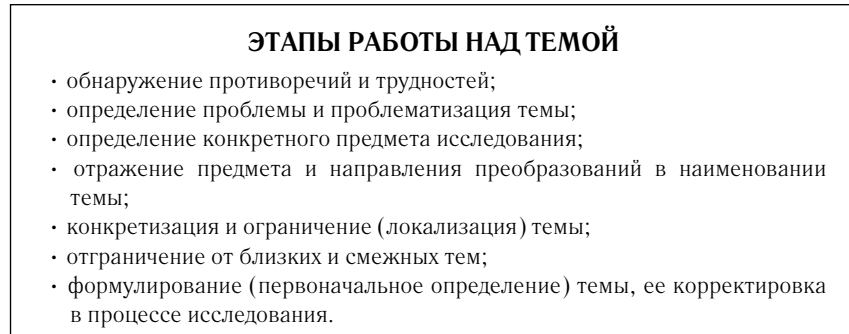 ЭТАПЫ РАБОТЫ НАД ТЕМОЙ
· обнаружение противоречий и трудностей;
· определение проблемы и проблематизация темы;
· определение конкретного предмета исследования;
· отражение предмета и направления преобразований в наименовании
темы;
· конкретизация и ограничение (локализация) темы;
· отграничение от близких и смежных тем;
· формулирование (первоначальное определение) темы, ее корректировка
в процессе исследования.